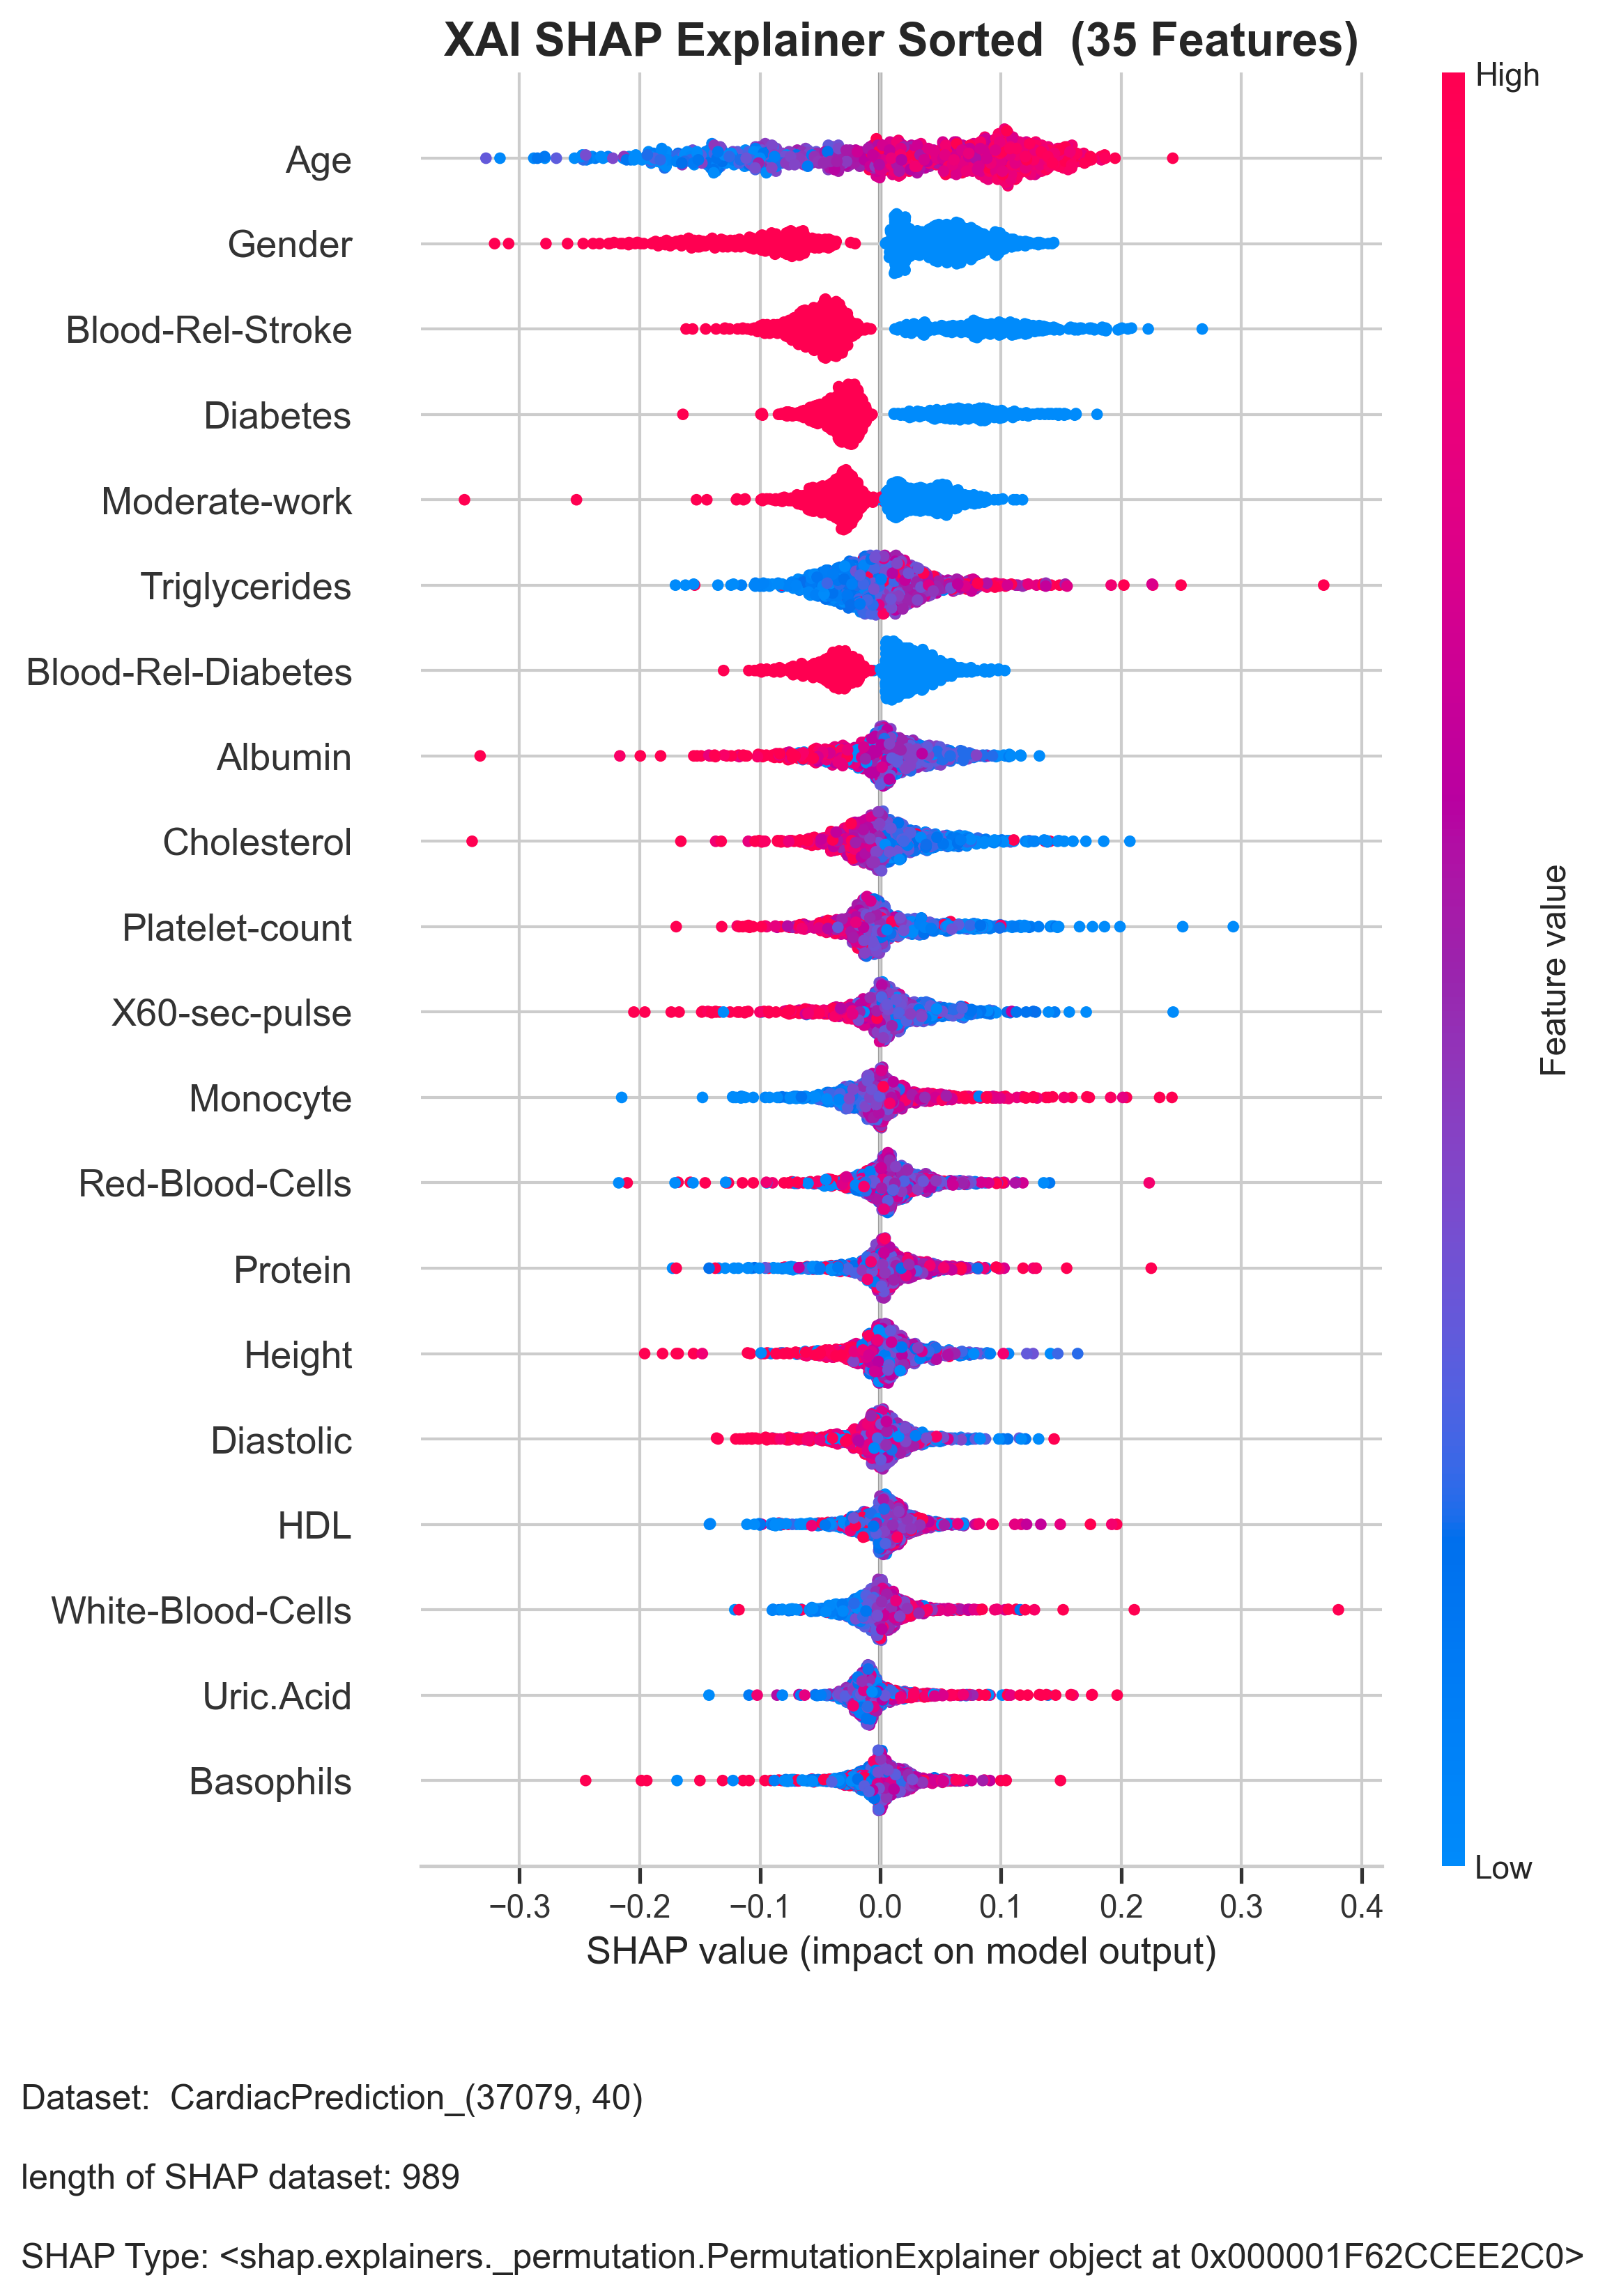 XAI SHAP Explainer Sorted  (35 Features)
High
Age
Gender
Blood-Rel-Stroke
Diabetes
Moderate-work
Triglycerides
Blood-Rel-Diabetes
Albumin
Cholesterol
Platelet-count
X60-sec-pulse
Monocyte
Red-Blood-Cells
Protein
Height
Diastolic
HDL
White-Blood-Cells
Uric.Acid
Basophils
Feature value
Low
−0.3 −0.2 −0.1 0.0 0.1 0.2 0.3 0.4
SHAP value (impact on model output)
Dataset:  CardiacPrediction_(37079, 40)
length of SHAP dataset: 989
SHAP Type: <shap.explainers._permutation.PermutationExplainer object at 0x000001F62CCEE2C0>